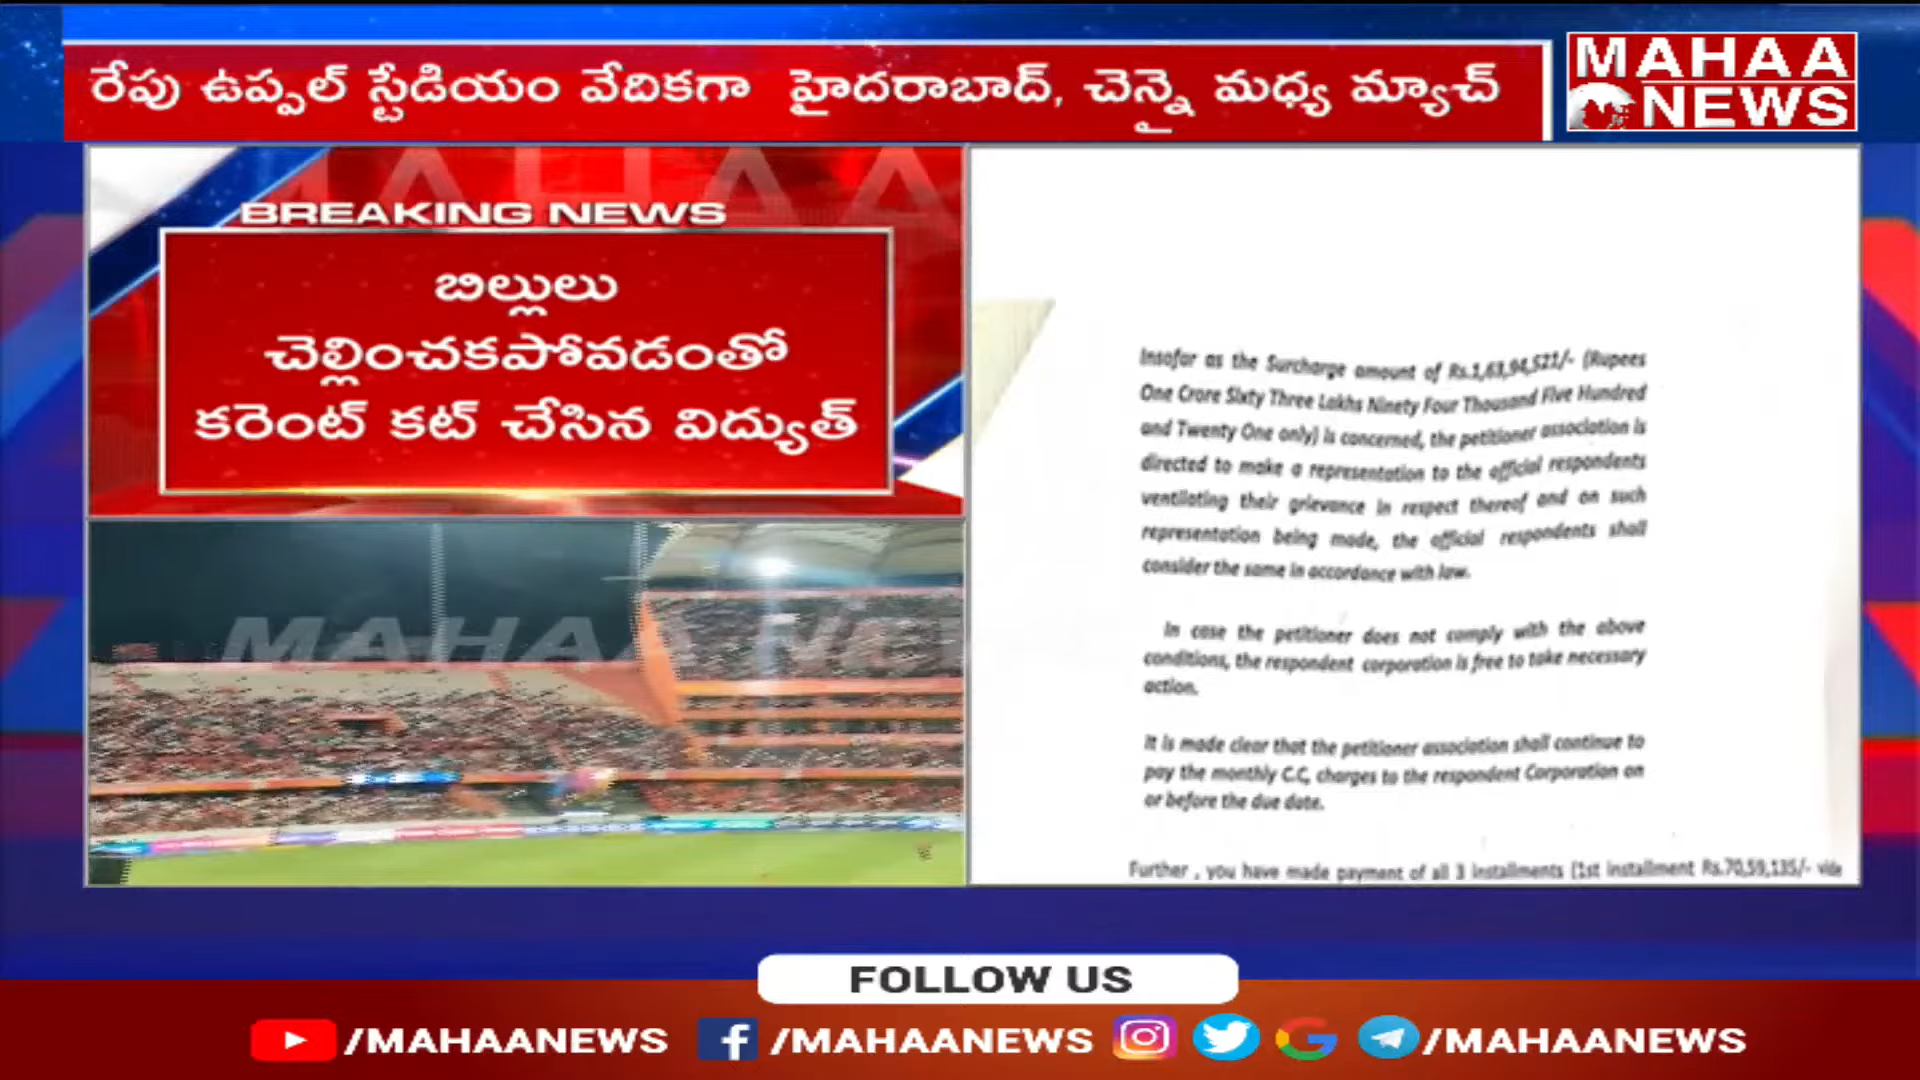 రేపు ఉప్పల్ స్టేడియం వేదికగా హైదరాబాద్, చెన్నై మధ్య మ్యాచ్
MAHAA
NEWS
BREAKING NEWS
బిల్లులు
చెల్లించకపోవడంతో
కరెంట్ కట్ చేసిన విద్యుత్
MAHAA NEW
Insofar as the Surcharge amount of Rs.1,63,94,521/- (Rupees
One Crore Sixty Three Lakhs Ninety Four Thousand Five Hundred
and Twenty One only) is concerned, the petitioner association is
directed to make a representation to the official respondents
ventilating their grievance in respect thereof and on such
representation being made, the official respondents shall
consider the same in accordance with law.
In case the petitioner does not comply with the above
conditions, the respondent corporation is free to take necessary
action.
It is made clear that the petitioner association shall continue to
pay the monthly C.C, charges to the respondent Corporation on
or before the due date.
Further , you have made payment of all 3 installments (1st installment Rs.70,59,135/- vide
FOLLOW US
/MAHAANEWS /MAHAANEWS /MAHAANEWS